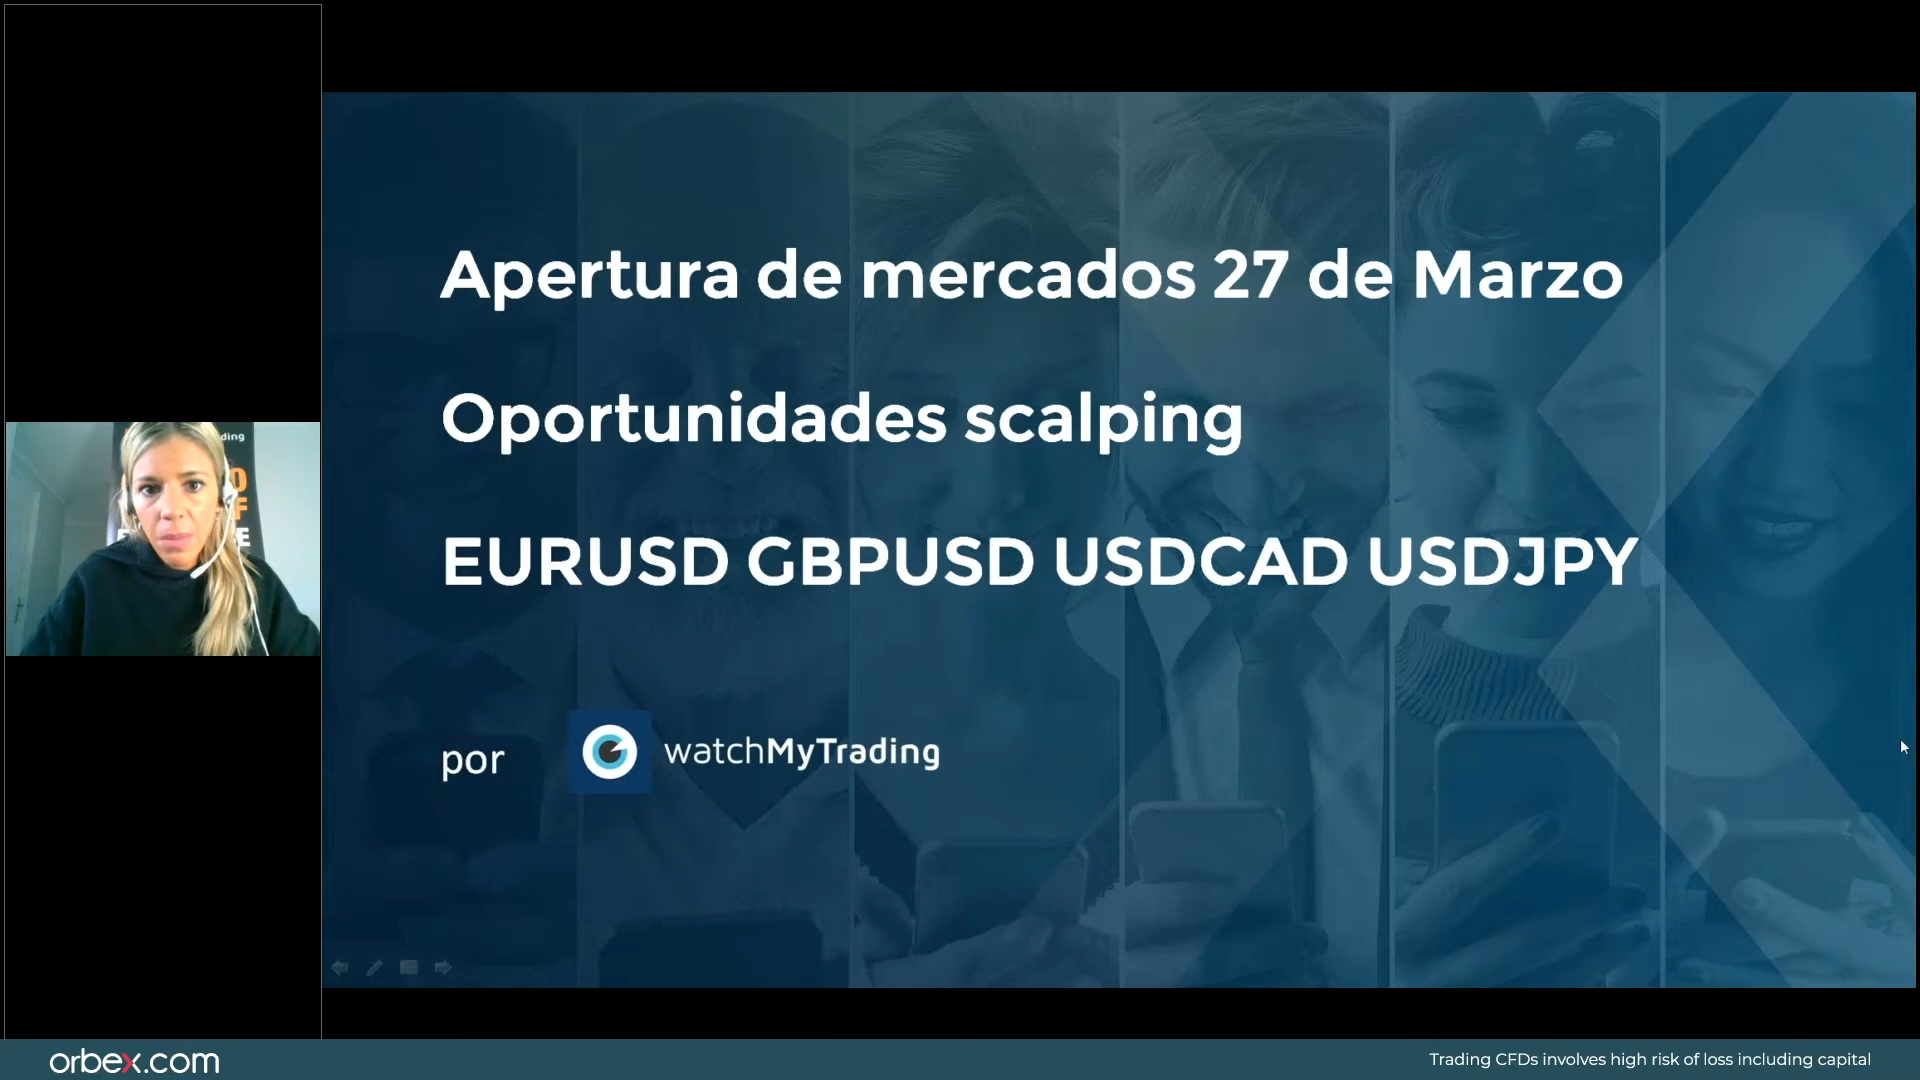 Apertura de mercados 27 de Marzo
Oportunidades scalping
EURUSD GBPUSD USDCAD USDJPY
por watchMyTrading
ding
orbex.com
Trading CFDs involves high risk of loss including capital